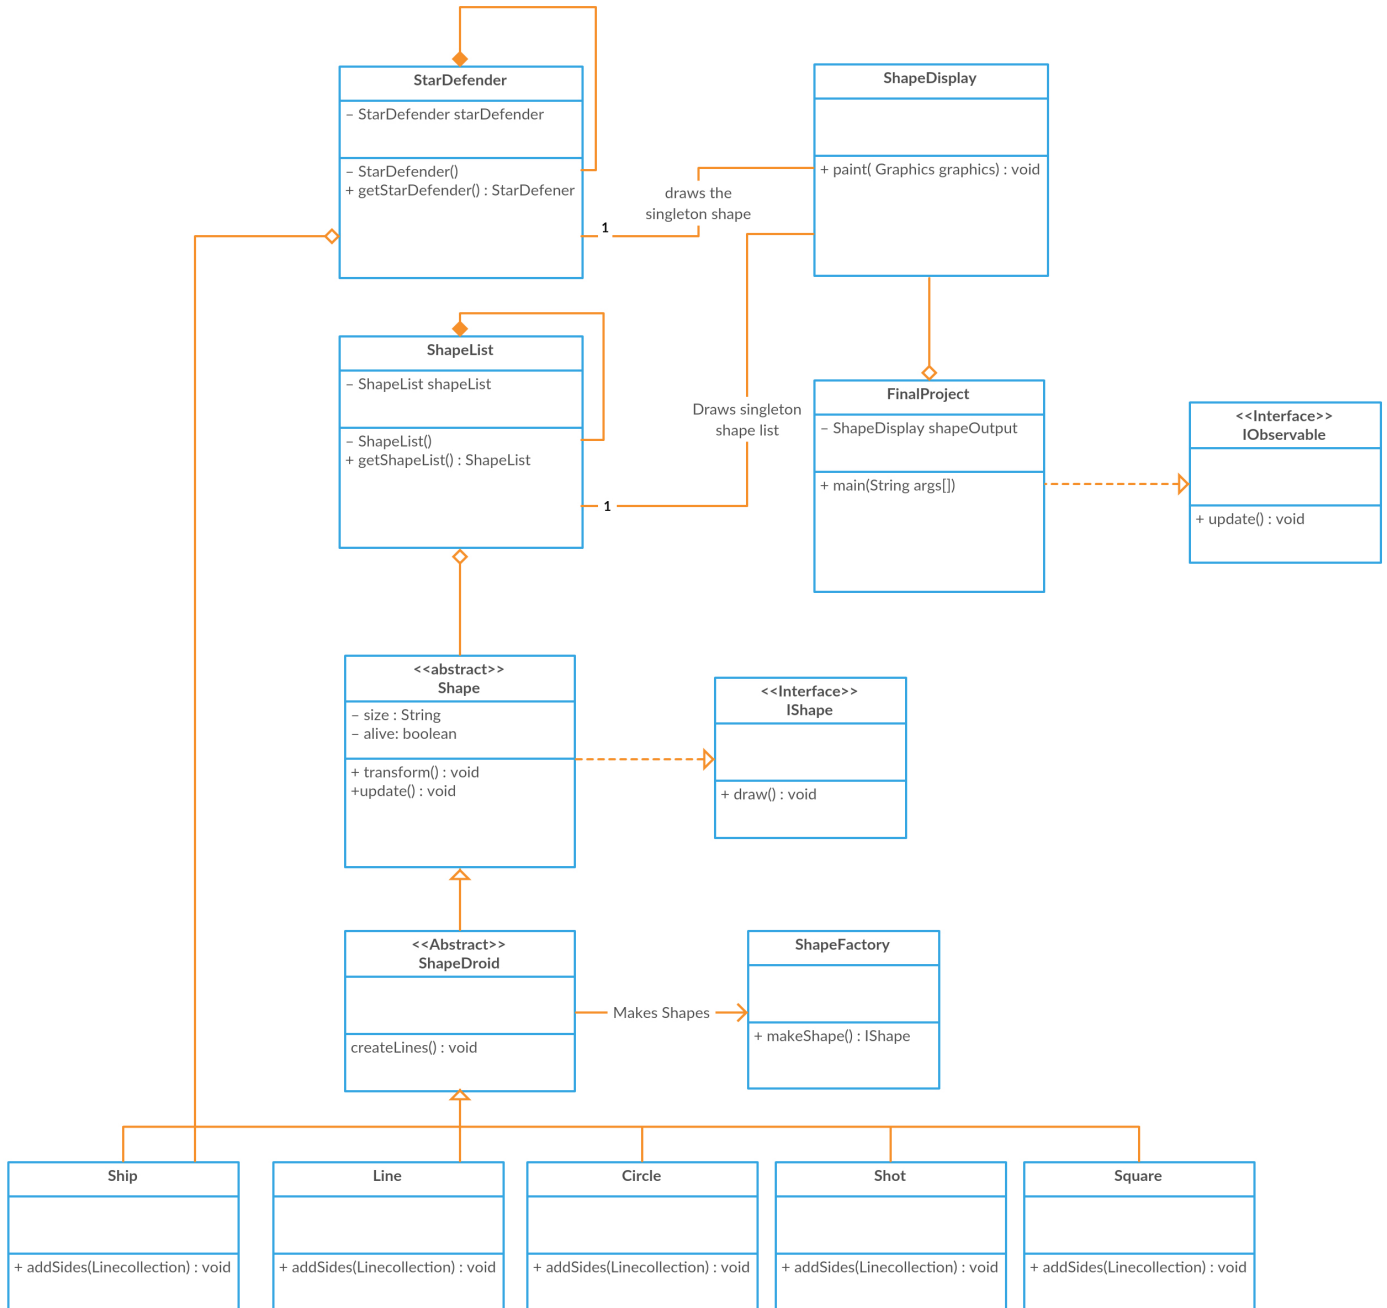 StarDefender
– StarDefender starDefender
– StarDefender()
+ getStarDefender() : StarDefener
ShapeDisplay
+ paint( Graphics graphics) : void
draws the
singleton shape
1
ShapeList
– ShapeList shapeList
– ShapeList()
+ getShapeList() : ShapeList
1
Draws singleton
shape list
FinalProject
– ShapeDisplay shapeOutput
+ main(String args[])
<<Interface>>
IObservable
+ update() : void
<<abstract>>
Shape
– size : String
– alive: boolean
+ transform() : void
+update() : void
<<Interface>>
IShape
+ draw() : void
<<Abstract>>
ShapeDroid
createLines() : void
Makes Shapes
ShapeFactory
+ makeShape() : IShape
Ship
+ addSides(Linecollection) : void
Line
+ addSides(Linecollection) : void
Circle
+ addSides(Linecollection) : void
Shot
+ addSides(Linecollection) : void
Square
+ addSides(Linecollection) : void